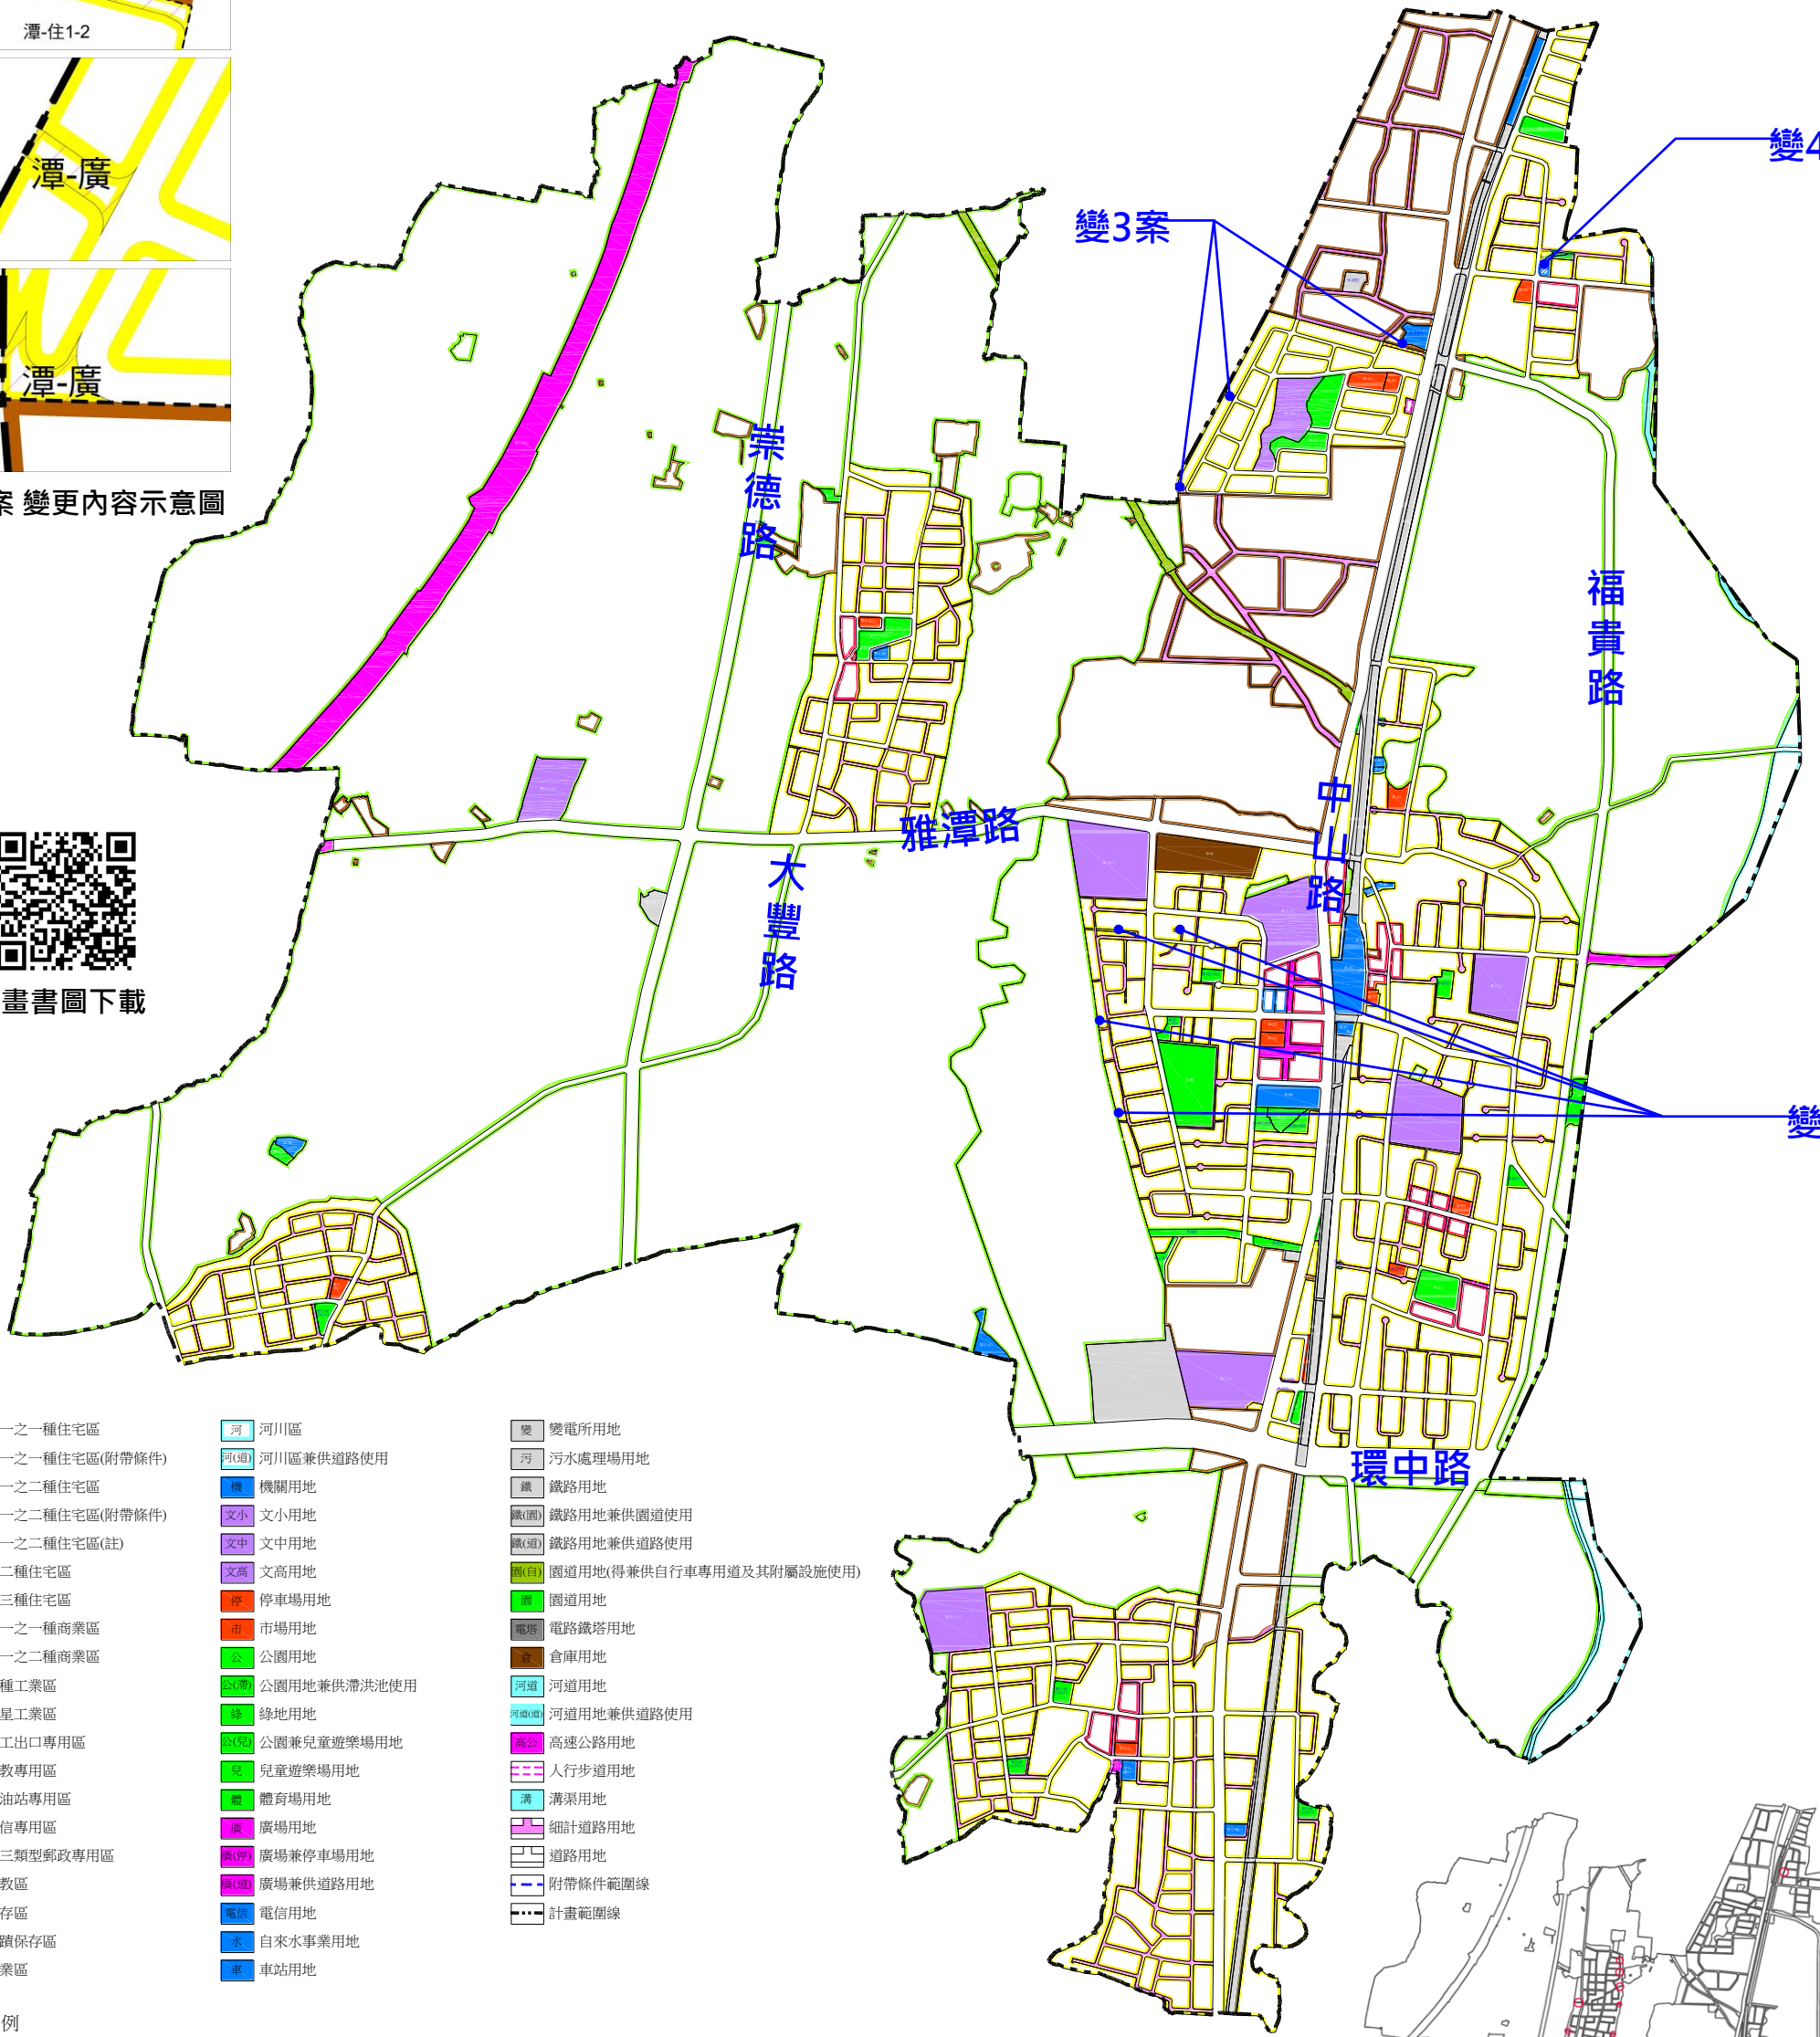 潭-住1-2
潭-廣
潭-廣
案 變更內容示意圖
畫書圖下載
變3案
變4
變
崇德路
福貴路
中山路
雅潭路
大豐路
環中路
一之一種住宅區
一之一種住宅區(附帶條件)
一之二種住宅區
一之二種住宅區(附帶條件)
一之二種住宅區(註)
二種住宅區
三種住宅區
一之一種商業區
一之二種商業區
種工業區
星工業區
工出口專用區
教專用區
油站專用區
信專用區
三類型郵政專用區
教區
存區
蹟保存區
業區
例
河 河川區
河(道) 河川區兼供道路使用
機 機關用地
文小 文小用地
文中 文中用地
文高 文高用地
停 停車場用地
市 市場用地
公 公園用地
公(滯) 公園用地兼供滯洪池使用
綠 綠地用地
公(兒) 公園兼兒童遊樂場用地
兒 兒童遊樂場用地
體 體育場用地
廣 廣場用地
廣(停) 廣場兼停車場用地
廣(道) 廣場兼供道路用地
電信 電信用地
水 自來水事業用地
車 車站用地
變 變電所用地
污 污水處理場用地
鐵 鐵路用地
鐵(園) 鐵路用地兼供園道使用
鐵(道) 鐵路用地兼供道路使用
園(自) 園道用地(得兼供自行車專用道及其附屬設施使用)
園 園道用地
電塔 電路鐵塔用地
倉 倉庫用地
河道 河道用地
河道(道) 河道用地兼供道路使用
高公 高速公路用地
人行步道用地
溝 溝渠用地
細計道路用地
道路用地
附帶條件範圍線
計畫範圍線